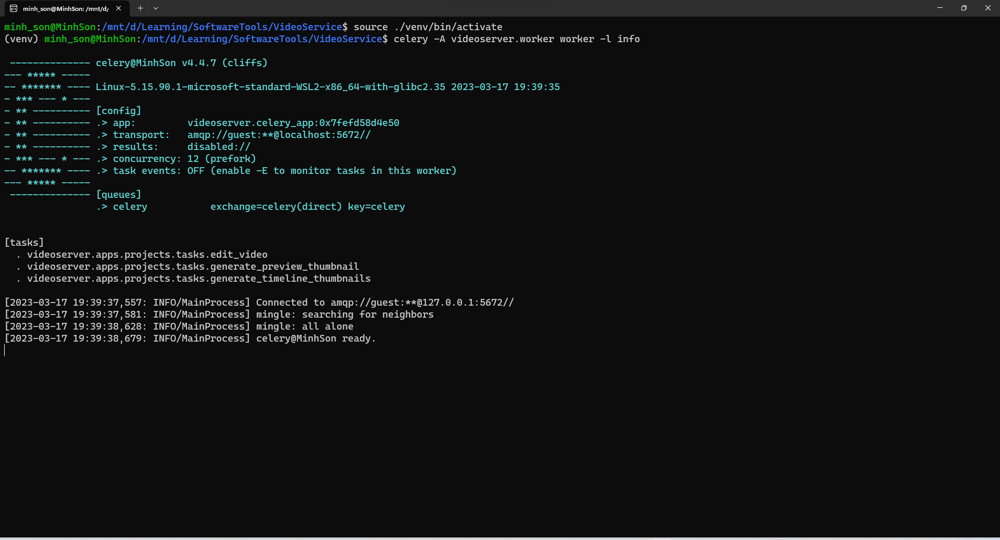 minh_son@MinhSon: /mnt/d/
minh_son@MinhSon:/mnt/d/Learning/SoftwareTools/VideoService$ source ./venv/bin/activate
(venv) minh_son@MinhSon:/mnt/d/Learning/SoftwareTools/VideoService$ celery -A videoserver.worker worker -l info
 -------------- celery@MinhSon v4.4.7 (cliffs)
--- ***** -----
-- ******* ---- Linux-5.15.90.1-microsoft-standard-WSL2-x86_64-with-glibc2.35 2023-03-17 19:39:35
- *** --- * ---
- ** ---------- [config]
- ** ---------- .> app:         videoserver.celery_app:0x7fefd58d4e50
- ** ---------- .> transport:   amqp://guest:**@localhost:5672//
- ** ---------- .> results:     disabled://
- *** --- * --- .> concurrency: 12 (prefork)
-- ******* ---- .> task events: OFF (enable -E to monitor tasks in this worker)
--- ***** -----
 -------------- [queues]
                .> celery           exchange=celery(direct) key=celery
[tasks]
  . videoserver.apps.projects.tasks.edit_video
  . videoserver.apps.projects.tasks.generate_preview_thumbnail
  . videoserver.apps.projects.tasks.generate_timeline_thumbnails
[2023-03-17 19:39:37,557: INFO/MainProcess] Connected to amqp://guest:**@127.0.0.1:5672//
[2023-03-17 19:39:37,581: INFO/MainProcess] mingle: searching for neighbors
[2023-03-17 19:39:38,628: INFO/MainProcess] mingle: all alone
[2023-03-17 19:39:38,679: INFO/MainProcess] celery@MinhSon ready.